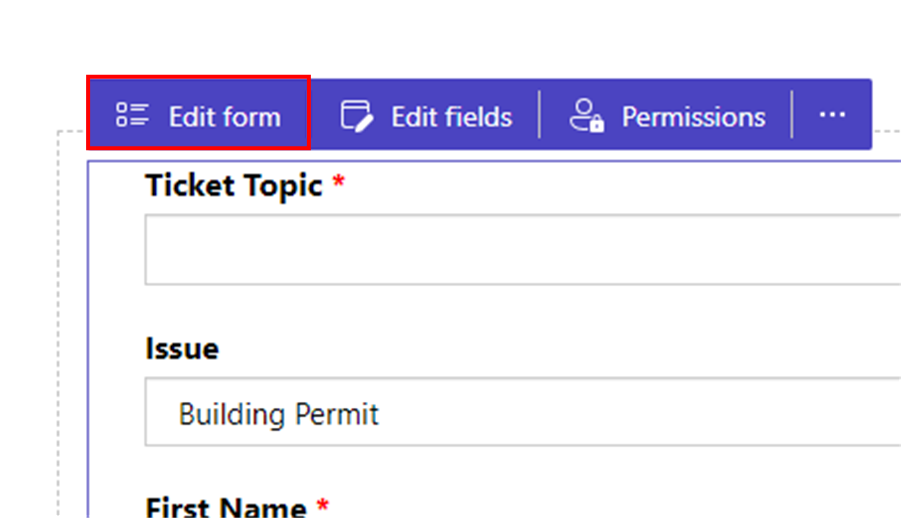 Edit form Edit fields Permissions ...
Ticket Topic *
Issue
Building Permit
First Name *